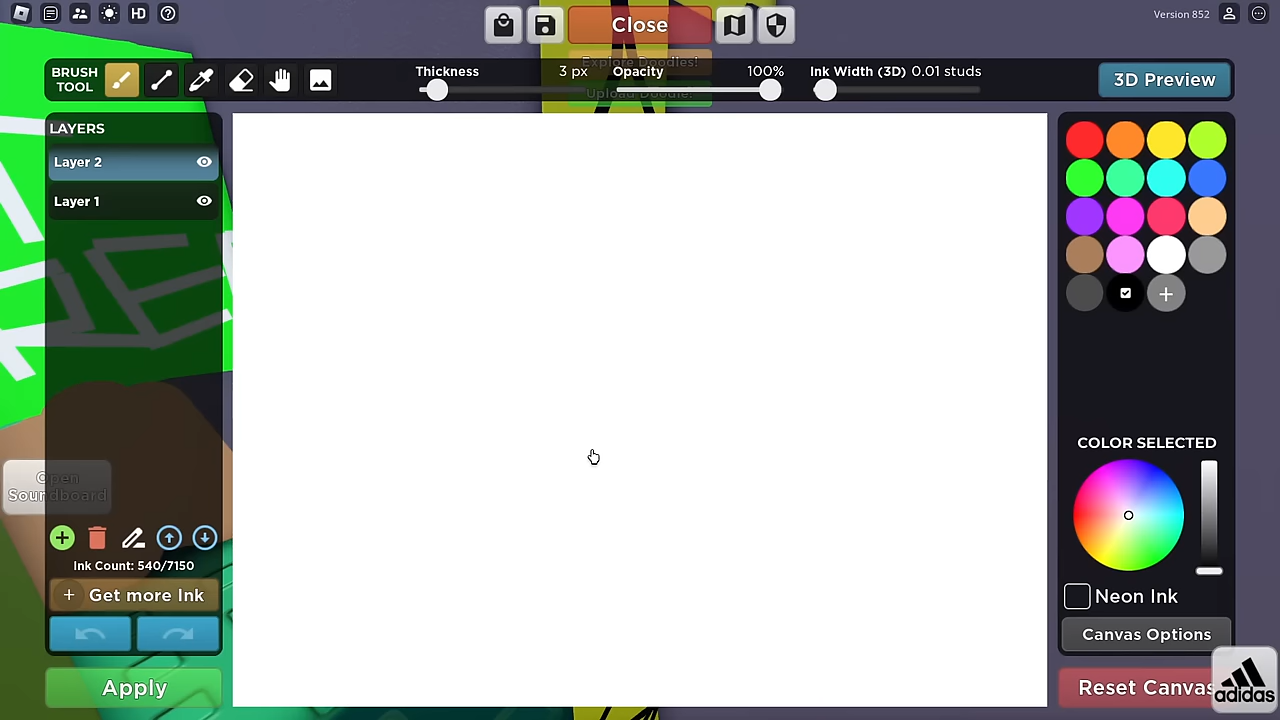 HD
Version 852
Close
Explore Doodles!
BRUSH
TOOL
Thickness
3 px
Opacity
100%
Ink Width (3D) 0.01 studs
3D Preview
Upload Doodle!
LAYERS
Layer 2
Layer 1
Open
Soundboard
Ink Count: 540/7150
+ Get more Ink
Apply
COLOR SELECTED
Neon Ink
Canvas Options
Reset Canvas
adidas